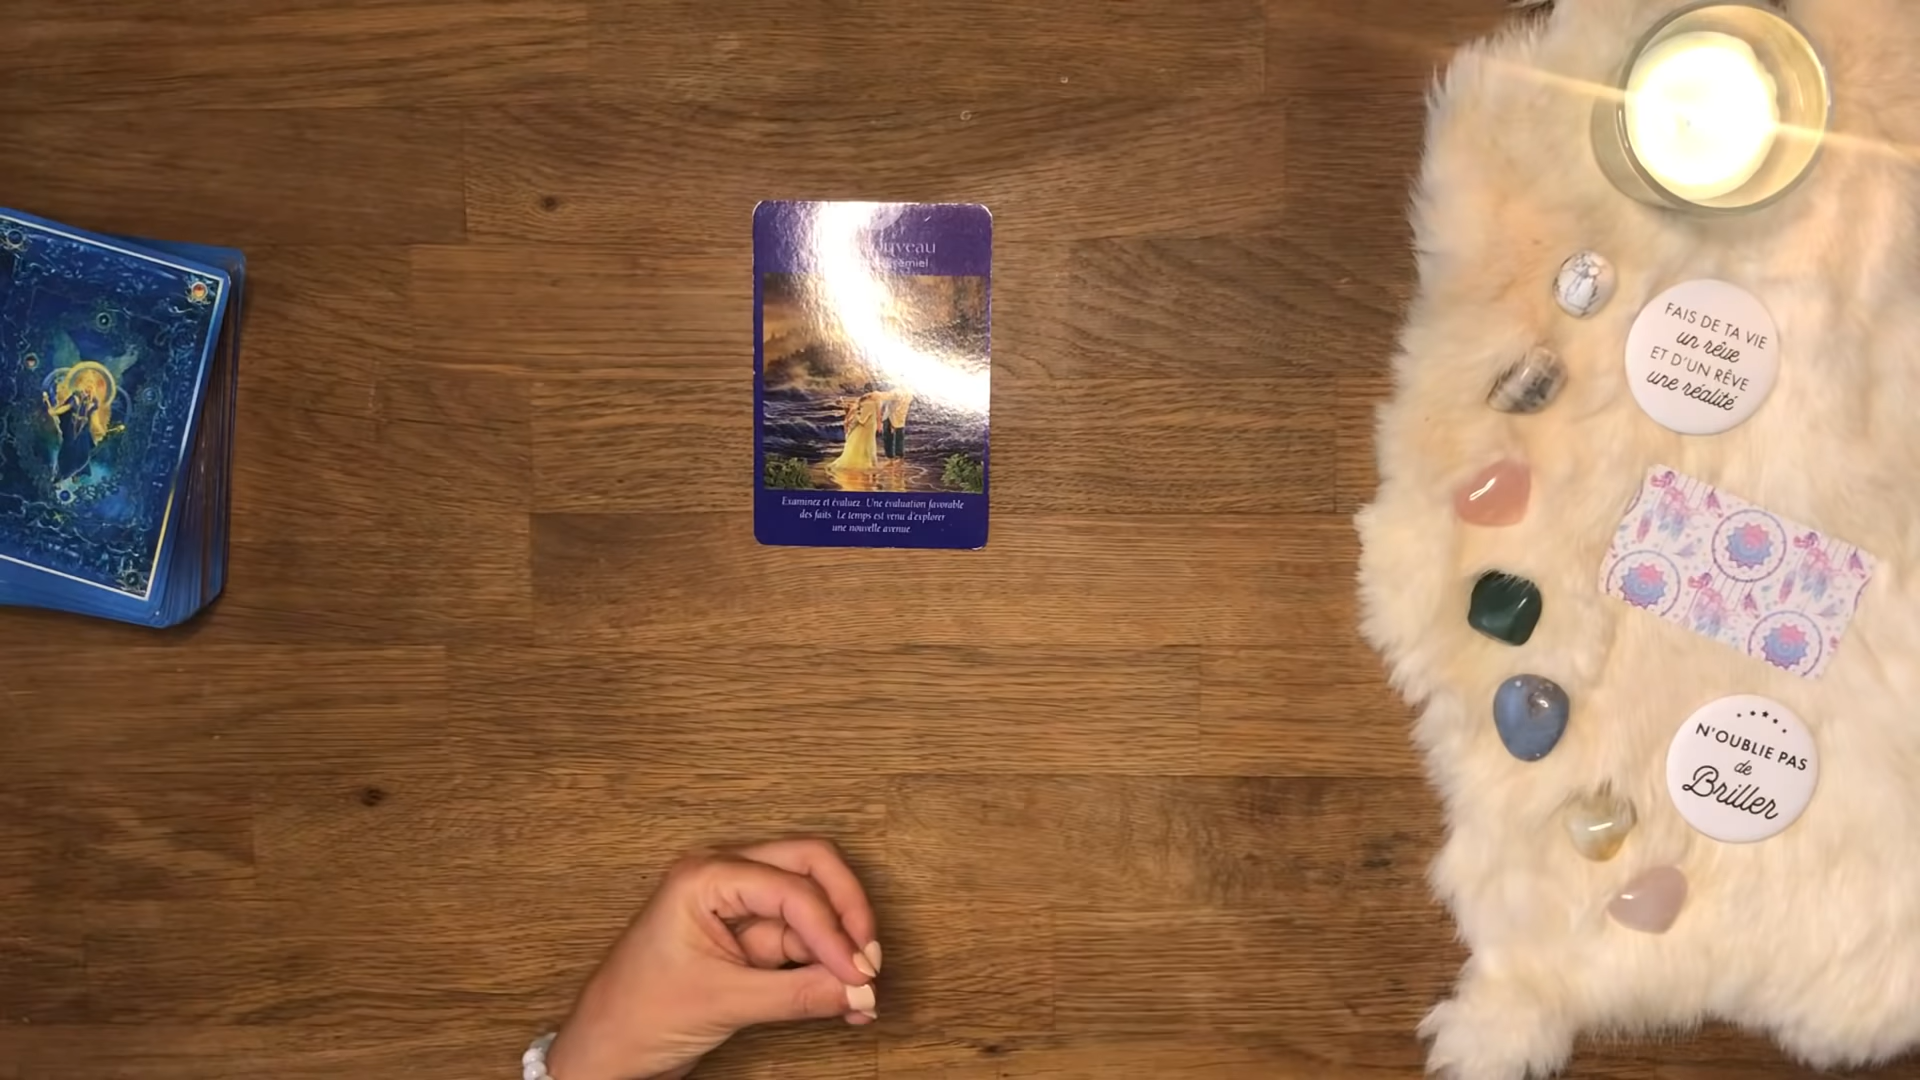 Examinez et évaluez. Une évaluation favorable
des faits. Le temps est venu d'explorer
une nouvelle avenue
FAIS DE TA VIE
un rêve
ET D'UN RÊVE
une réalité
N'OUBLIE PAS
de
Briller